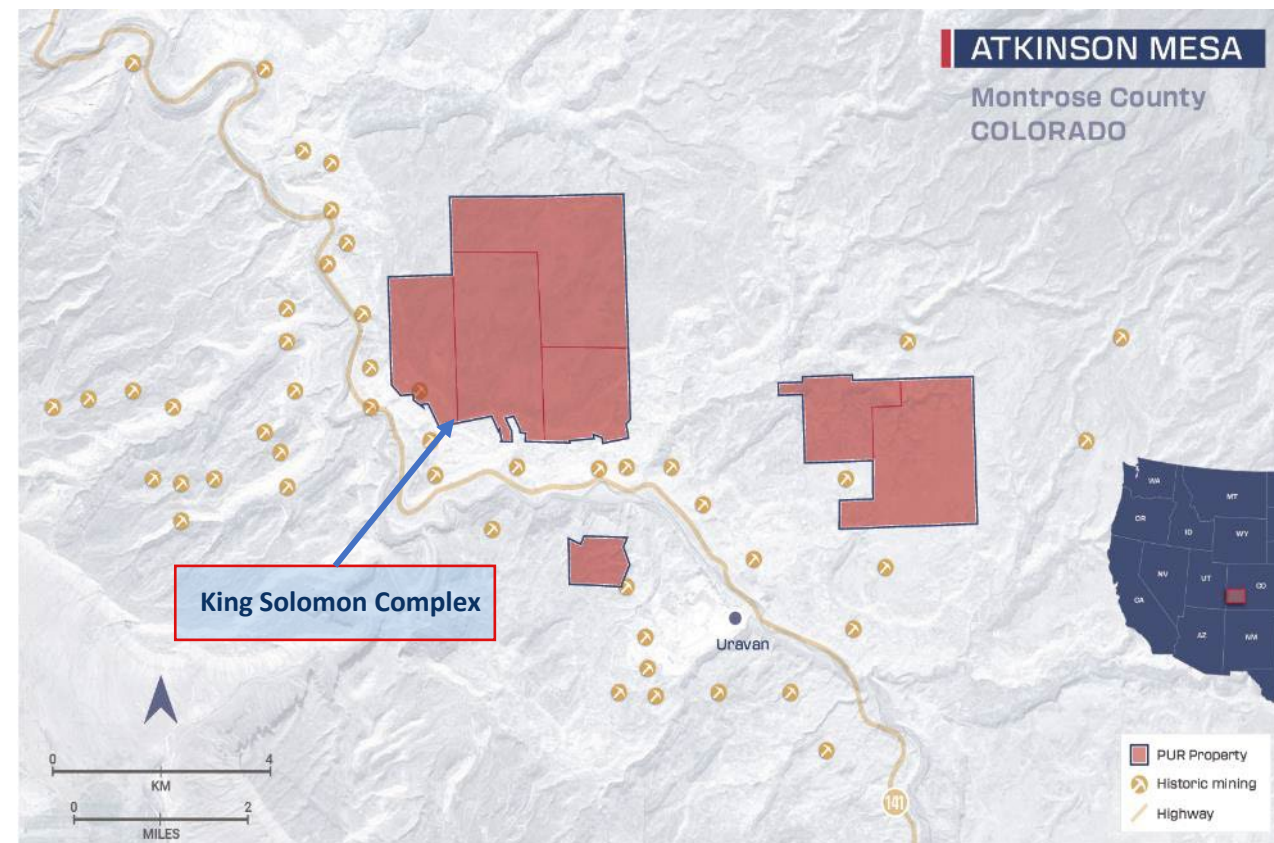 ATKINSON MESA
Montrose County
COLORADO
King Solomon Complex
Uravan
141
WA
MT
OR
ID
WY
NV
UT
CO
CA
AZ
NM
0 4
KM
0 2
MILES
PUR Property
Historic mining
Highway